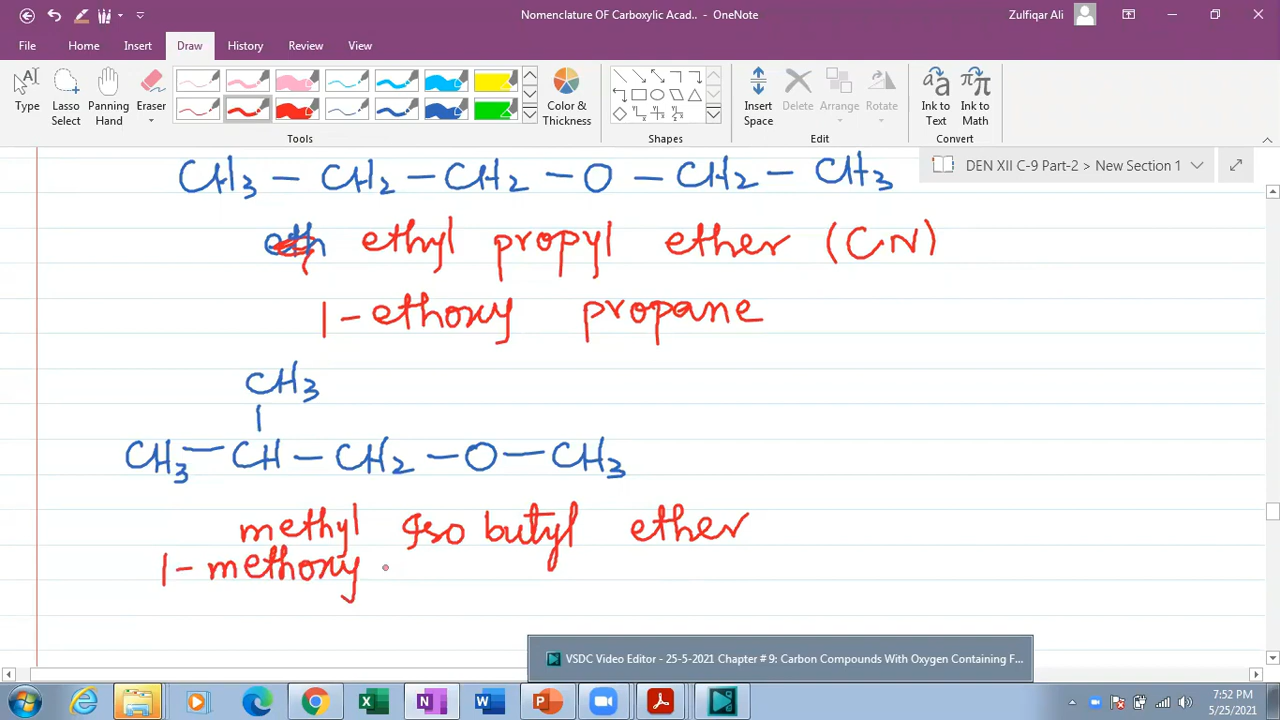 Nomenclature OF Carboxylic Acad.. - OneNote
Zulfiqar Ali
File Home Insert Draw History Review View
Type
Lasso Select
Panning Hand
Eraser
Color & Thickness
Insert Space
Delete
Arrange
Rotate
Ink to Text
Ink to Math
Tools
Shapes
Edit
Convert
DEN XII C-9 Part-2 > New Section 1
CH3 — CH2 — CH2 — O — CH2 — CH3
ethyl propyl ether (CN)
1-ethoxy propane
CH3
|
CH3 — CH — CH2 — O — CH3
methyl Iso butyl ether
1-methoxy
VSDC Video Editor - 25-5-2021 Chapter # 9: Carbon Compounds With Oxygen Containing F...
7:52 PM
5/25/2021